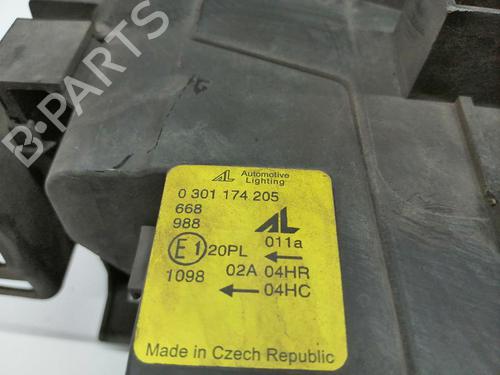 B-PARTS
AL Automotive Lighting
0 301 174 205
668
988
AL
011a
E1 20PL ←
1098 02A 04HR
← 04HC
Made in Czech Republic